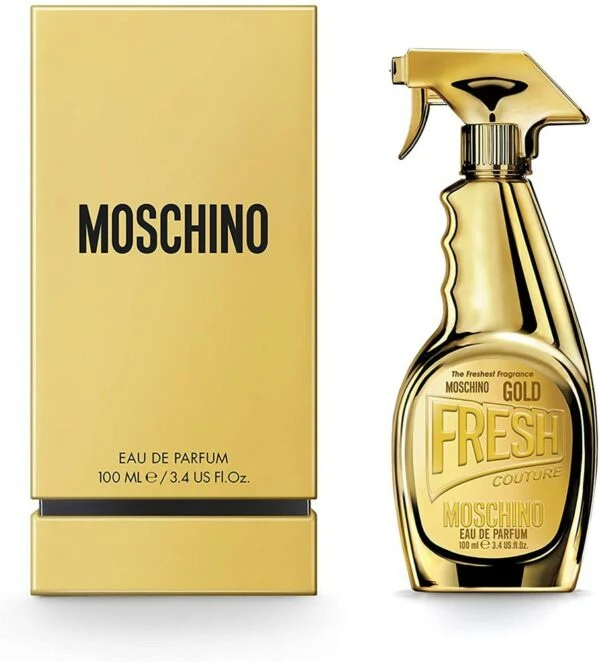 MOSCHINO
EAU DE PARFUM
100 ML ℮ / 3.4 US Fl.Oz.
The Freshest Fragrance
MOSCHINO GOLD
FRESH
COUTURE
MOSCHINO
EAU DE PARFUM
100 ml ℮ 3.4 US.fl.Oz.